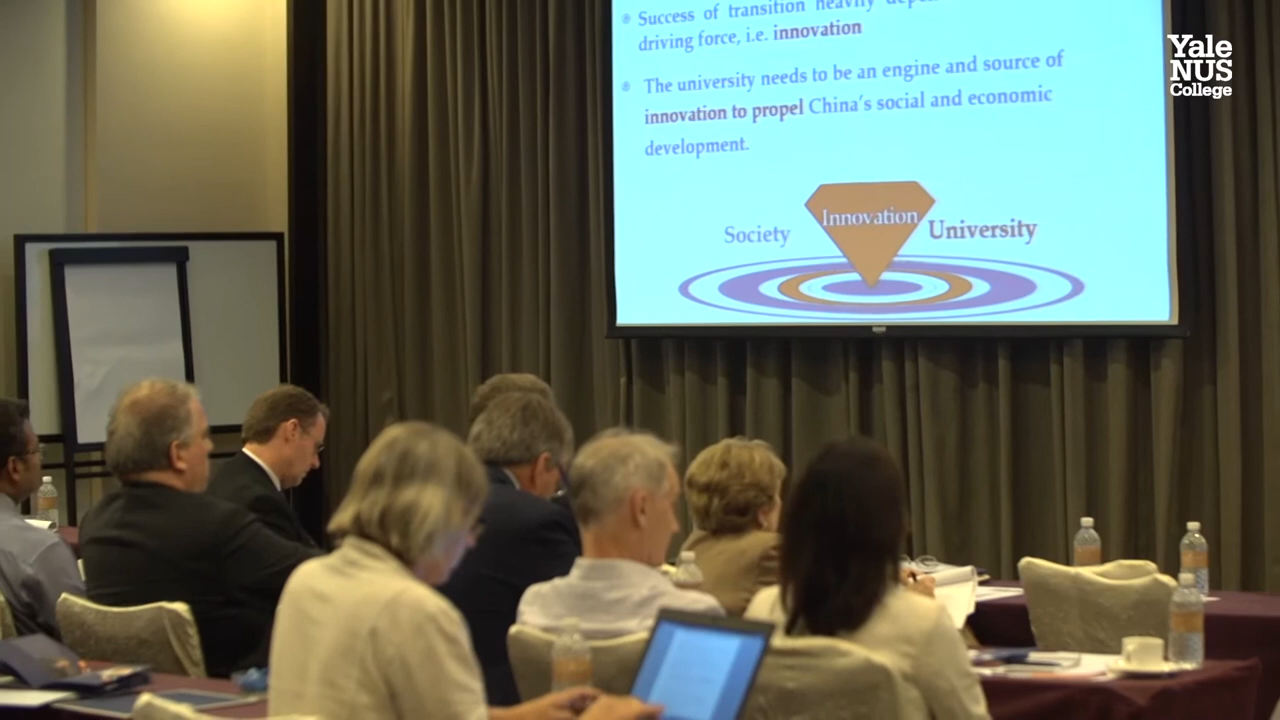 Success of transition heavily
driving force, i.e. innovation
The university needs to be an engine and source of
innovation to propel China's social and economic
development.
Innovation
Society
University
Yale
NUS
College